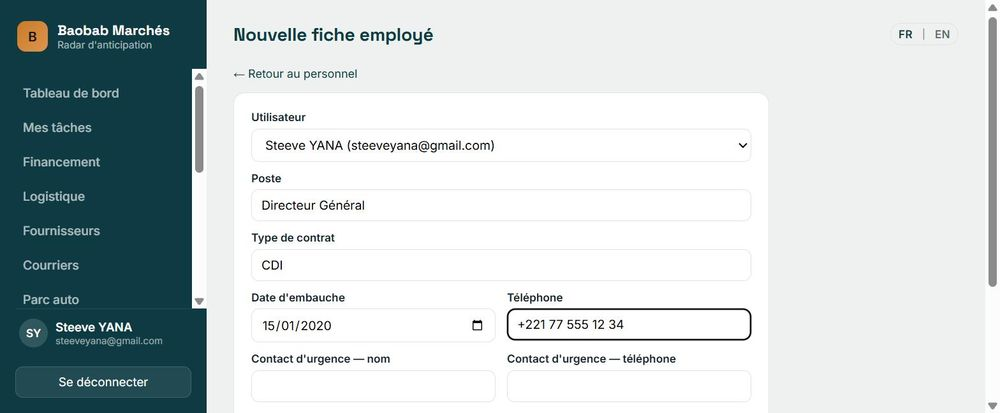 B
Baobab Marchés
Radar d'anticipation
Tableau de bord
Mes tâches
Financement
Logistique
Fournisseurs
Courriers
Parc auto
SY
Steeve YANA
steeveyana@gmail.com
Se déconnecter
Nouvelle fiche employé
FR | EN
← Retour au personnel
Utilisateur
Steeve YANA (steeveyana@gmail.com)
Poste
Directeur Général
Type de contrat
CDI
Date d'embauche
15/01/2020
Téléphone
+221 77 555 12 34
Contact d'urgence — nom
Contact d'urgence — téléphone